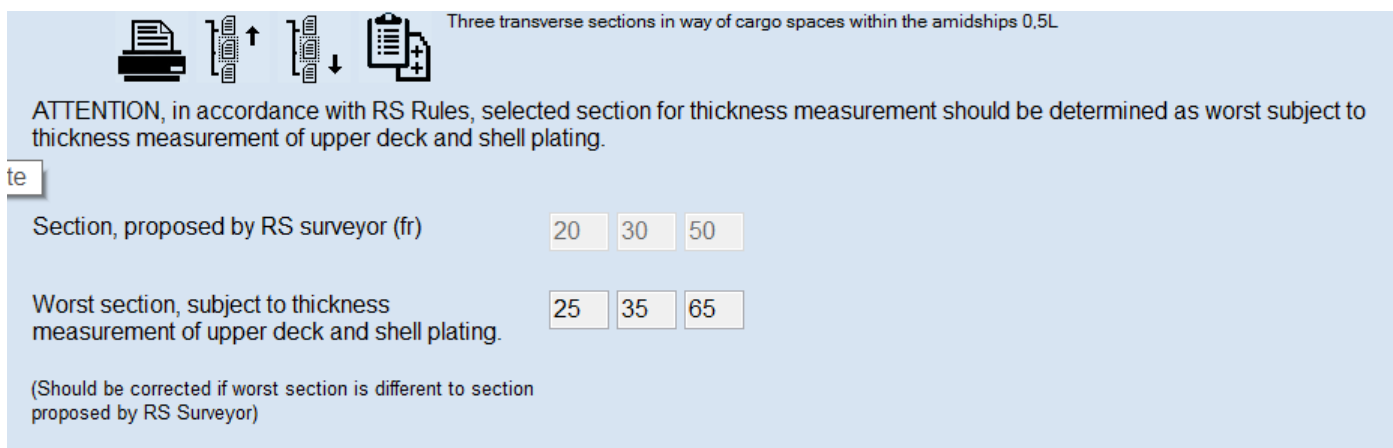 Three transverse sections in way of cargo spaces within the amidships 0,5L
ATTENTION, in accordance with RS Rules, selected section for thickness measurement should be determined as worst subject to
thickness measurement of upper deck and shell plating.
te
Section, proposed by RS surveyor (fr) 20 30 50
Worst section, subject to thickness
measurement of upper deck and shell plating. 25 35 65
(Should be corrected if worst section is different to section
proposed by RS Surveyor)